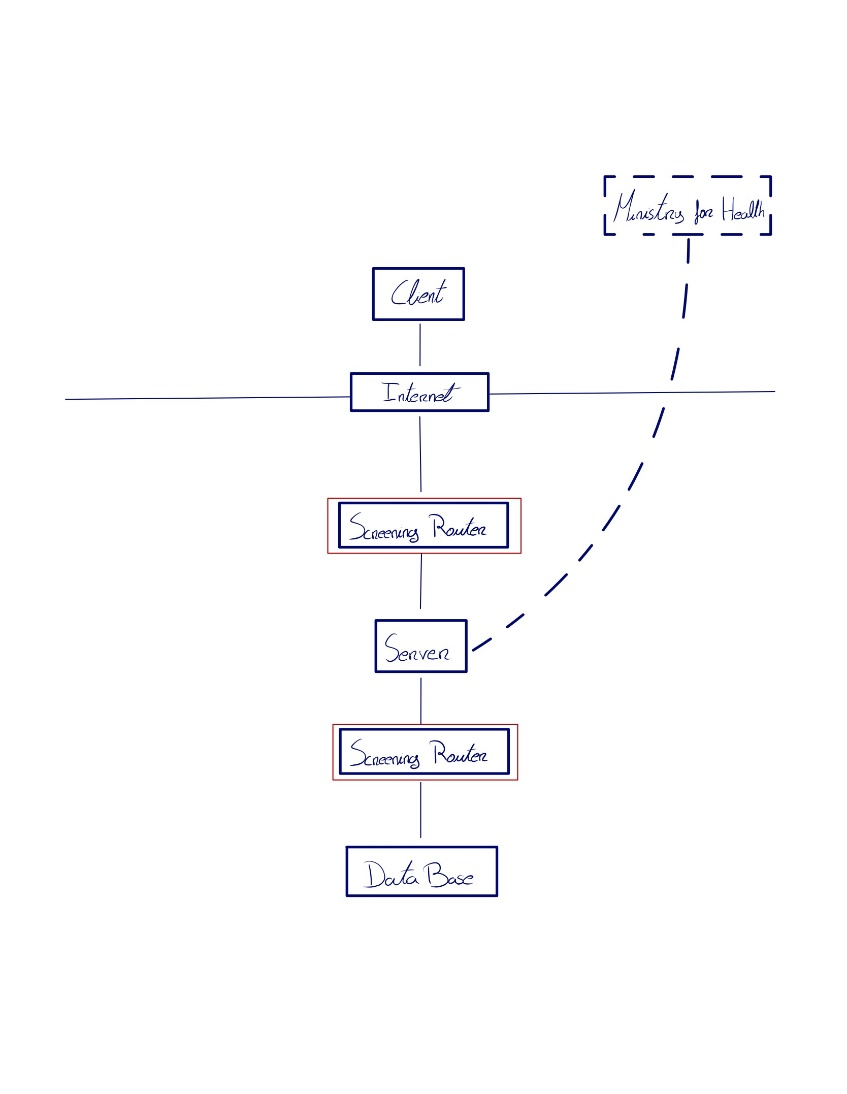 Ministry for Health
Client
Internet
Screening Router
Server
Screening Router
Data Base